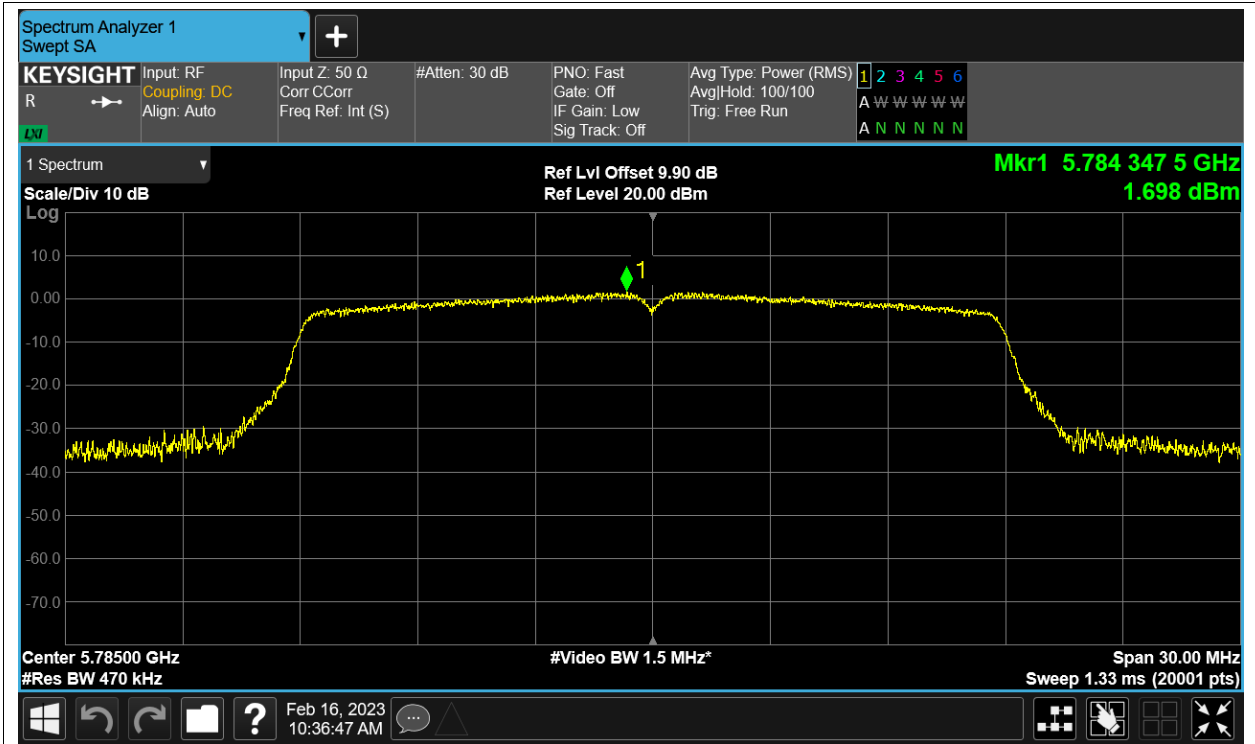 Spectrum Analyzer 1
Swept SA
KEYSIGHT
R
LXI
Input: RF
Coupling: DC
Align: Auto
Input Z: 50 Ω
Corr CCorr
Freq Ref: Int (S)
#Atten: 30 dB
PNO: Fast
Gate: Off
IF Gain: Low
Sig Track: Off
Avg Type: Power (RMS)
Avg|Hold: 100/100
Trig: Free Run
1 2 3 4 5 6
A W W W W W
A N N N N N
1 Spectrum
Scale/Div 10 dB
Log
Ref Lvl Offset 9.90 dB
Ref Level 20.00 dBm
Mkr1 5.784 347 5 GHz
1.698 dBm
10.0
1
0.00
-10.0
-20.0
-30.0
-40.0
-50.0
-60.0
-70.0
Center 5.78500 GHz
#Video BW 1.5 MHz*
Span 30.00 MHz
#Res BW 470 kHz
Sweep 1.33 ms (20001 pts)
?
Feb 16, 2023
10:36:47 AM